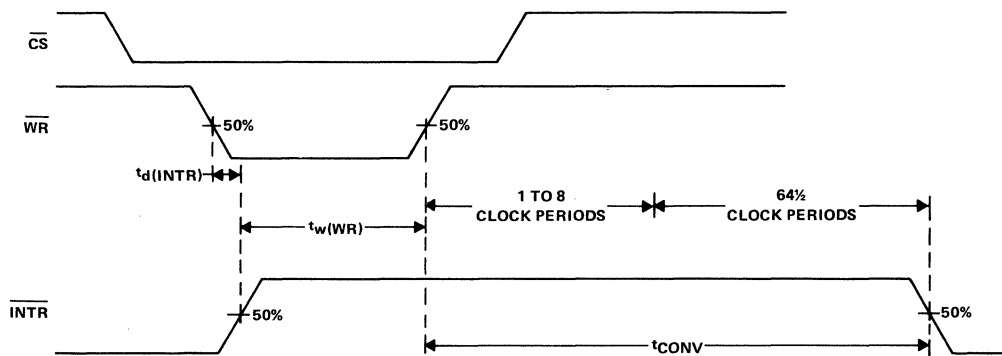 CS
WR
50%
50%
td(INTR)
1 TO 8
CLOCK PERIODS
64½
CLOCK PERIODS
tw(WR)
INTR
50%
50%
tCONV